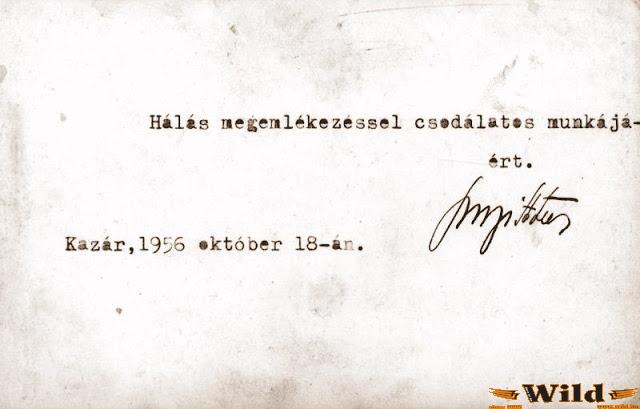 Hálás megemlékezéssel csodálatos munkájá-
ért.
Kazár,1956 október 18-án.
Wild